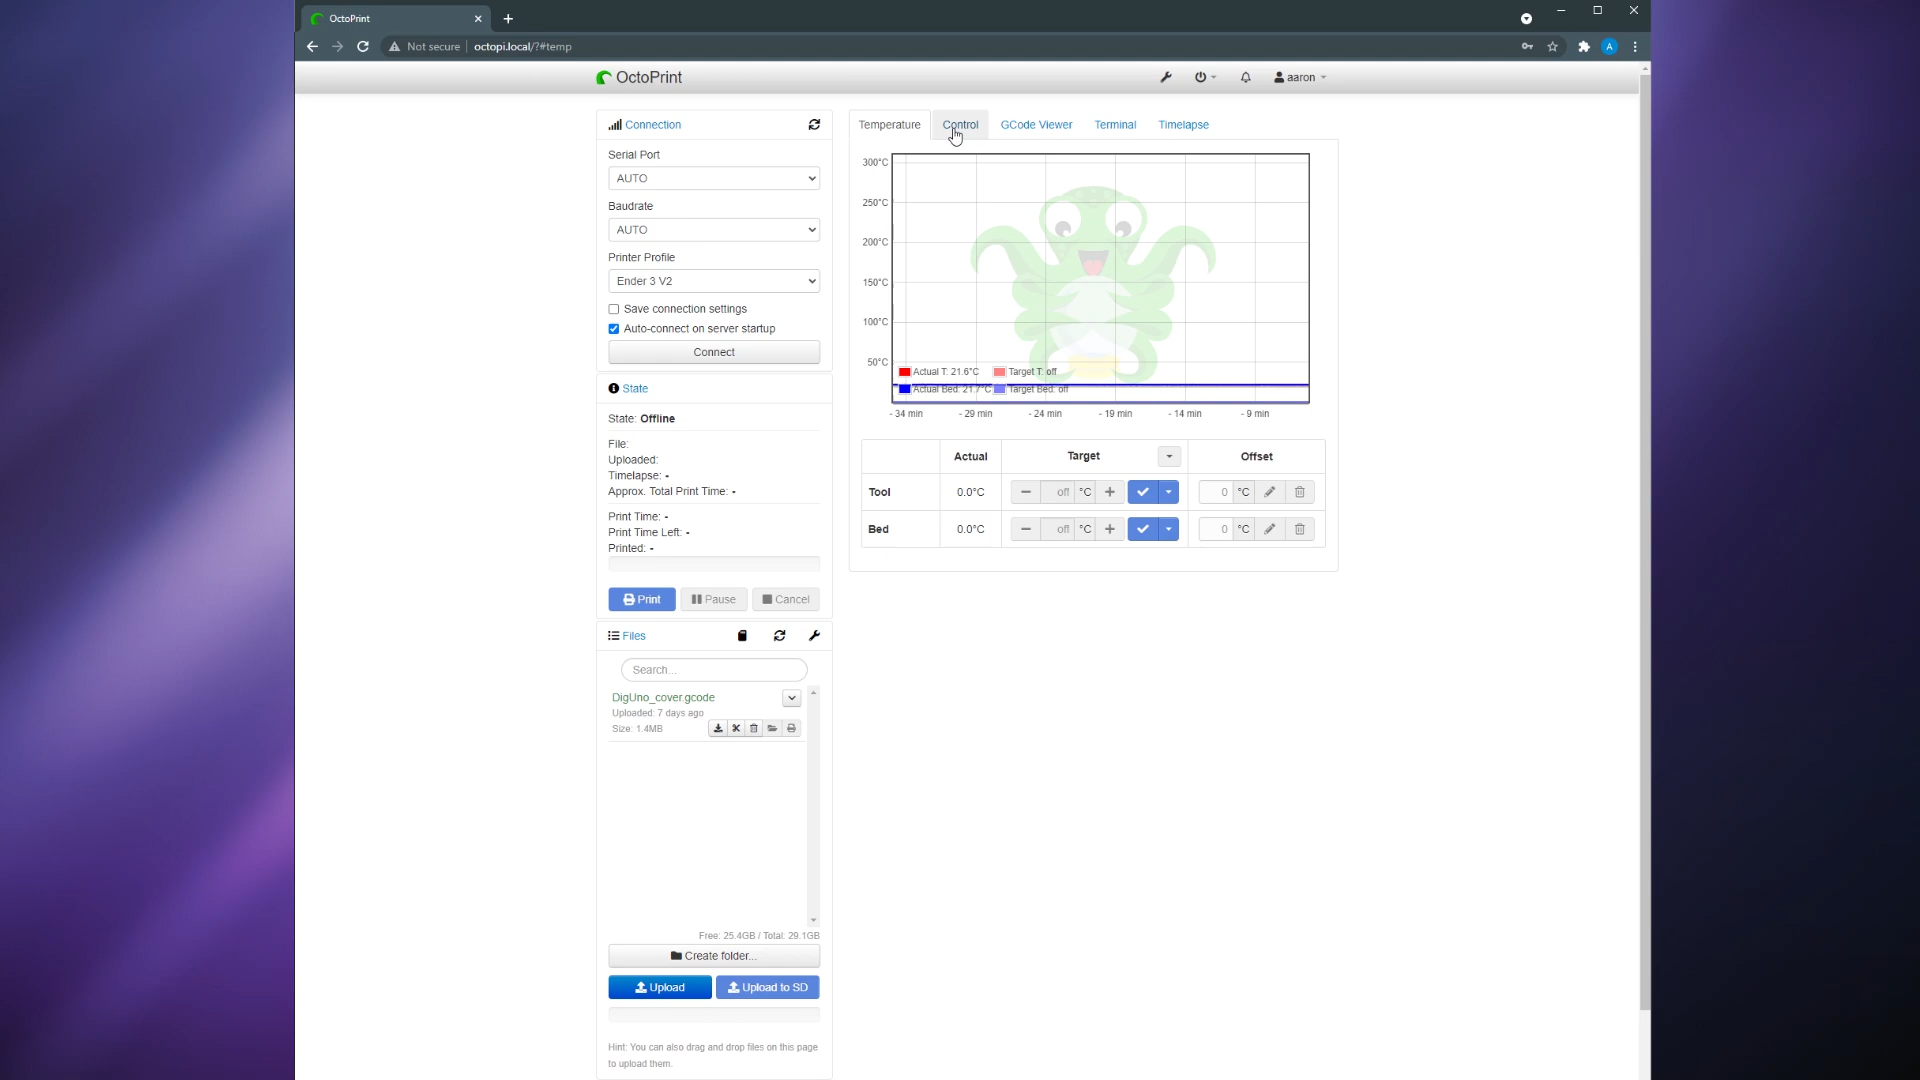 OctoPrint
Not secure octopi.local/?#temp
A
OctoPrint
aaron
Connection
Serial Port
AUTO
Baudrate
AUTO
Printer Profile
Ender 3 V2
Save connection settings
Auto-connect on server startup
Connect
State
State: Offline
File:
Uploaded:
Timelapse: -
Approx. Total Print Time: -
Print Time: -
Print Time Left: -
Printed: -
Print Pause Cancel
Files
Search...
DigUno_cover.gcode
Uploaded: 7 days ago
Size: 1.4MB
Free: 25.4GB / Total: 29.1GB
Create folder...
Upload Upload to SD
Hint: You can also drag and drop files on this page
to upload them.
Temperature Control GCode Viewer Terminal Timelapse
300°C
250°C
200°C
150°C
100°C
50°C
Actual T: 21.6°C Target T: off
Actual Bed: 21.7°C Target Bed: off
- 34 min - 29 min - 24 min - 19 min - 14 min - 9 min
Actual Target Offset
Tool 0.0°C off °C 0 °C
Bed 0.0°C off °C 0 °C